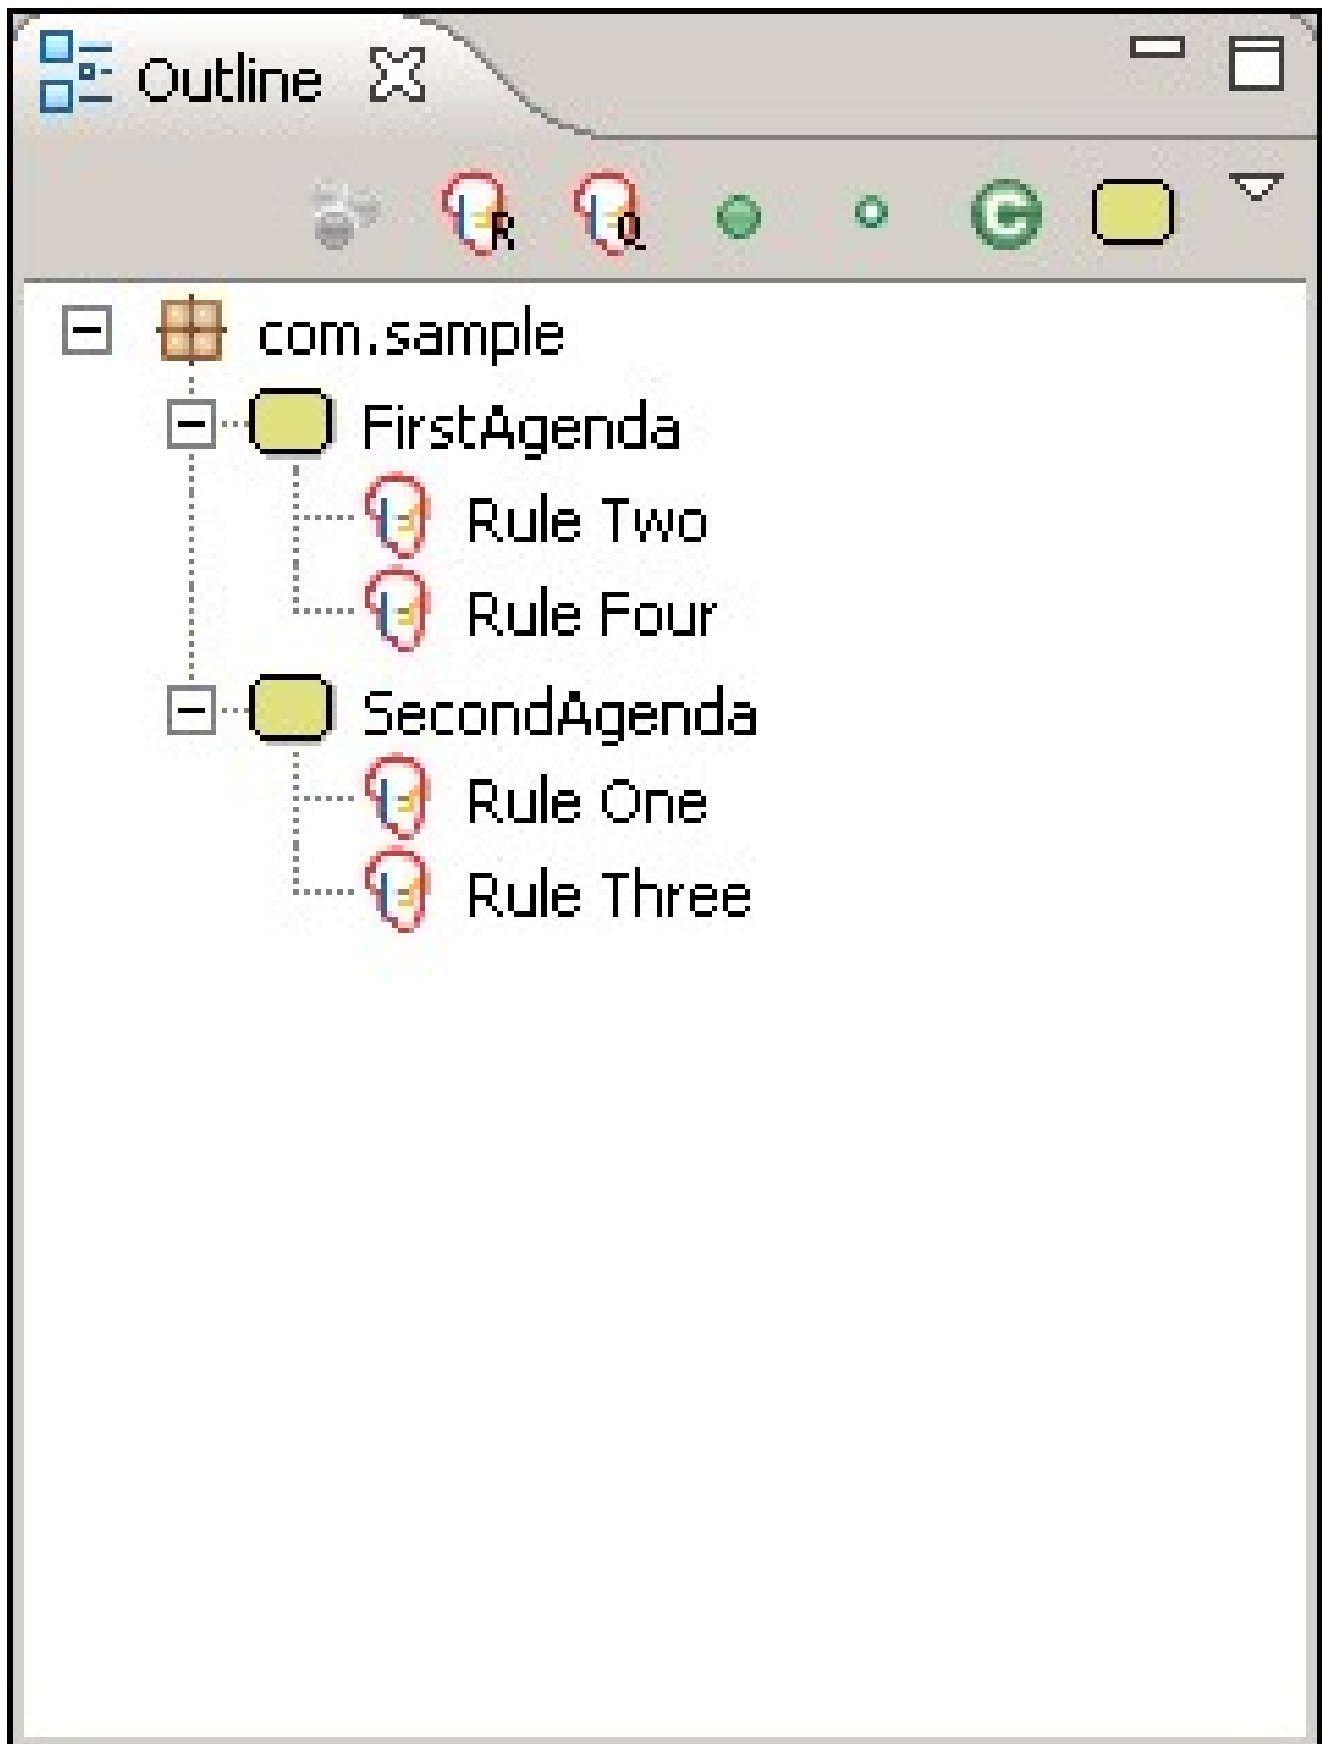 Outline
R
Q
C
com.sample
FirstAgenda
Rule Two
Rule Four
SecondAgenda
Rule One
Rule Three